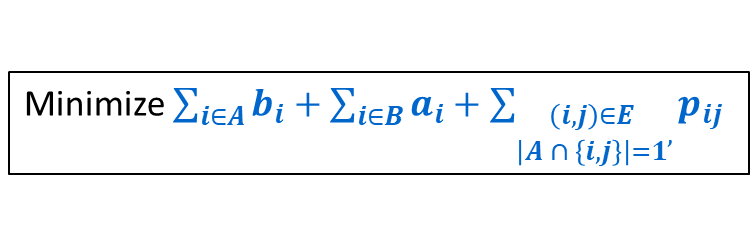 Minimize ∑i∈A bi + ∑i∈B ai + ∑ (i,j)∈E pij
|A ∩ {i,j}|=1’